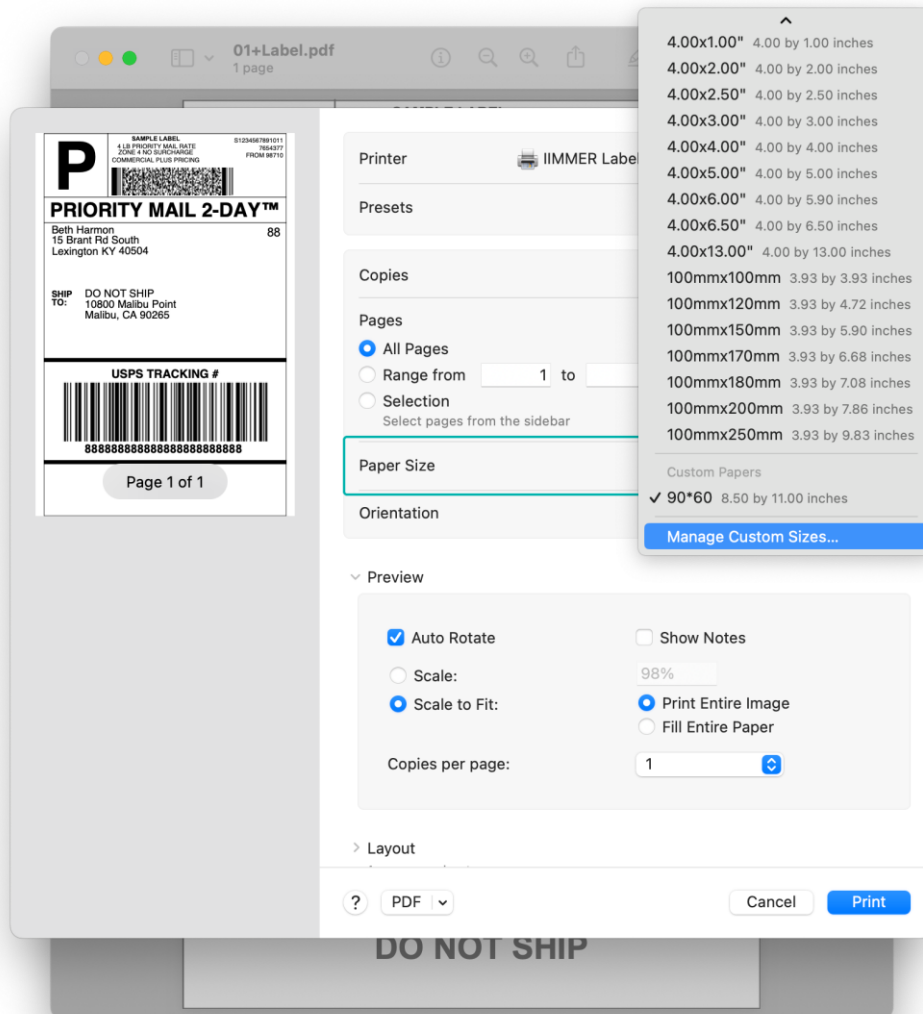 01+Label.pdf
1 page
P
SAMPLE LABEL
4 LB PRIORITY MAIL RATE
ZONE 4 NO SURCHARGE
COMMERCIAL PLUS PRICING
S1234567891011
7654377
FROM 98710
PRIORITY MAIL 2-DAY™
Beth Harmon
15 Brant Rd South
Lexington KY 40504
88
SHIP TO:
DO NOT SHIP
10800 Malibu Point
Malibu, CA 90265
USPS TRACKING #
88888888888888888888888888
Page 1 of 1
Printer
IIMMER Label
Presets
Copies
Pages
All Pages
Range from 1 to
Selection
Select pages from the sidebar
Paper Size
Orientation
4.00x1.00" 4.00 by 1.00 inches
4.00x2.00" 4.00 by 2.00 inches
4.00x2.50" 4.00 by 2.50 inches
4.00x3.00" 4.00 by 3.00 inches
4.00x4.00" 4.00 by 4.00 inches
4.00x5.00" 4.00 by 5.00 inches
4.00x6.00" 4.00 by 5.90 inches
4.00x6.50" 4.00 by 6.50 inches
4.00x13.00" 4.00 by 13.00 inches
100mmx100mm 3.93 by 3.93 inches
100mmx120mm 3.93 by 4.72 inches
100mmx150mm 3.93 by 5.90 inches
100mmx170mm 3.93 by 6.68 inches
100mmx180mm 3.93 by 7.08 inches
100mmx200mm 3.93 by 7.86 inches
100mmx250mm 3.93 by 9.83 inches
Custom Papers
✓ 90*60 8.50 by 11.00 inches
Manage Custom Sizes...
Preview
Auto Rotate
Show Notes
Scale:
98%
Scale to Fit:
Print Entire Image
Fill Entire Paper
Copies per page:
1
Layout
?
PDF
Cancel
Print
DO NOT SHIP